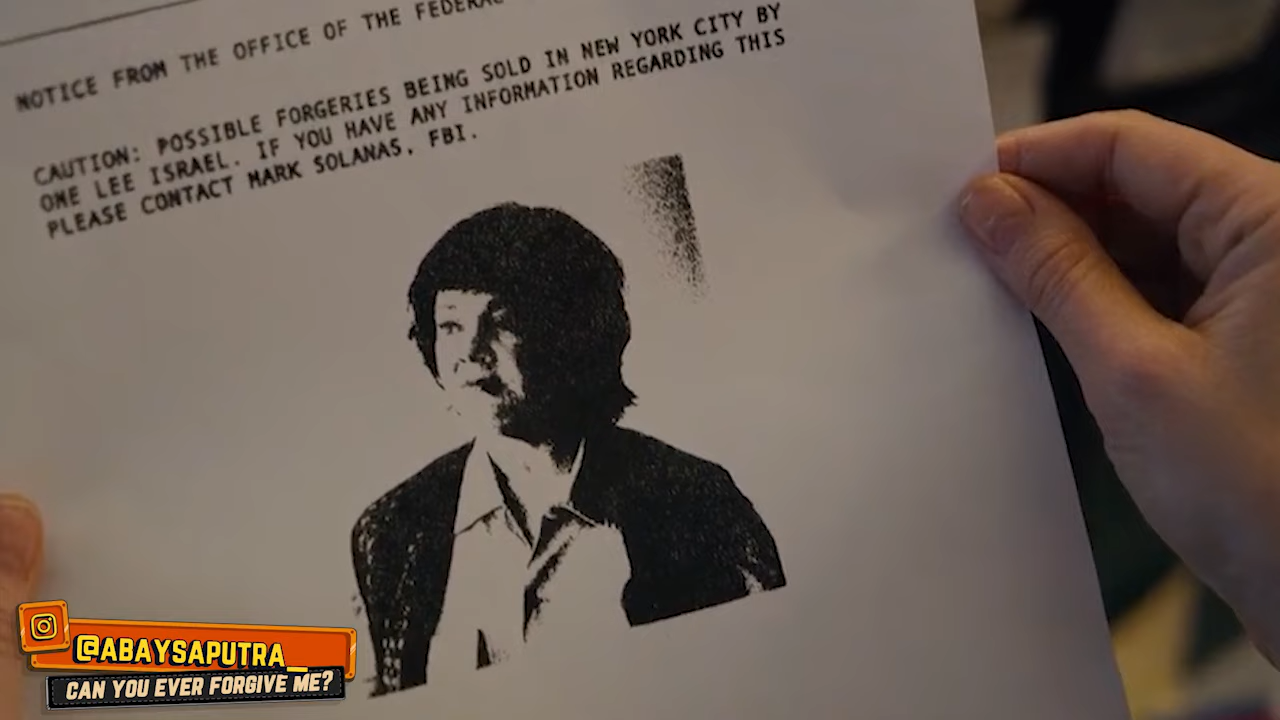 NOTICE FROM THE OFFICE OF THE FEDERAL
CAUTION: POSSIBLE FORGERIES BEING SOLD IN NEW YORK CITY BY
ONE LEE ISRAEL. IF YOU HAVE ANY INFORMATION REGARDING THIS
PLEASE CONTACT MARK SOLANAS, FBI.
@ABAYSAPUTRA_
CAN YOU EVER FORGIVE ME?